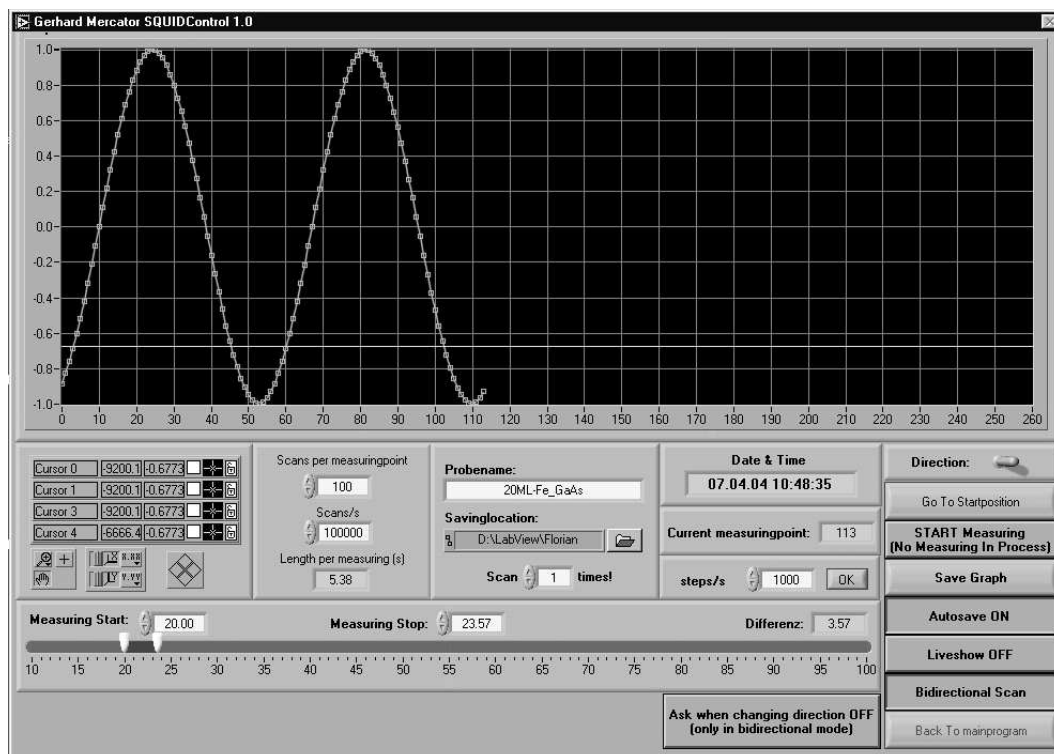 Gerhard Mercator SQUIDControl 1.0
1.0
0.8
0.6
0.4
0.2
0.0
-0.2
-0.4
-0.6
-0.8
-1.0
0 10 20 30 40 50 60 70 80 90 100 110 120 130 140 150 160 170 180 190 200 210 220 230 240 250 260
Cursor 0 -9200.1 -0.6773
Cursor 1 -9200.1 -0.6773
Cursor 3 -9200.1 -0.6773
Cursor 4 -6666.4 -0.6773
X X.XX
Y Y.YY
Scans per measuringpoint
100
Scans/s
100000
Length per measuring (s)
5.38
Probename:
20ML-Fe_GaAs
Savinglocation:
D:\LabView\Florian
Scan 1 times!
Date & Time
07.04.04 10:48:35
Current measuringpoint: 113
steps/s 1000 OK
Direction:
Go To Startposition
START Measuring
(No Measuring In Process)
Save Graph
Autosave ON
Liveshow OFF
Bidirectional Scan
Back To mainprogram
Measuring Start: 20.00 Measuring Stop: 23.57 Differenz: 3.57
10 15 20 25 30 35 40 45 50 55 60 65 70 75 80 85 90 95 100
Ask when changing direction OFF
(only in bidirectional mode)